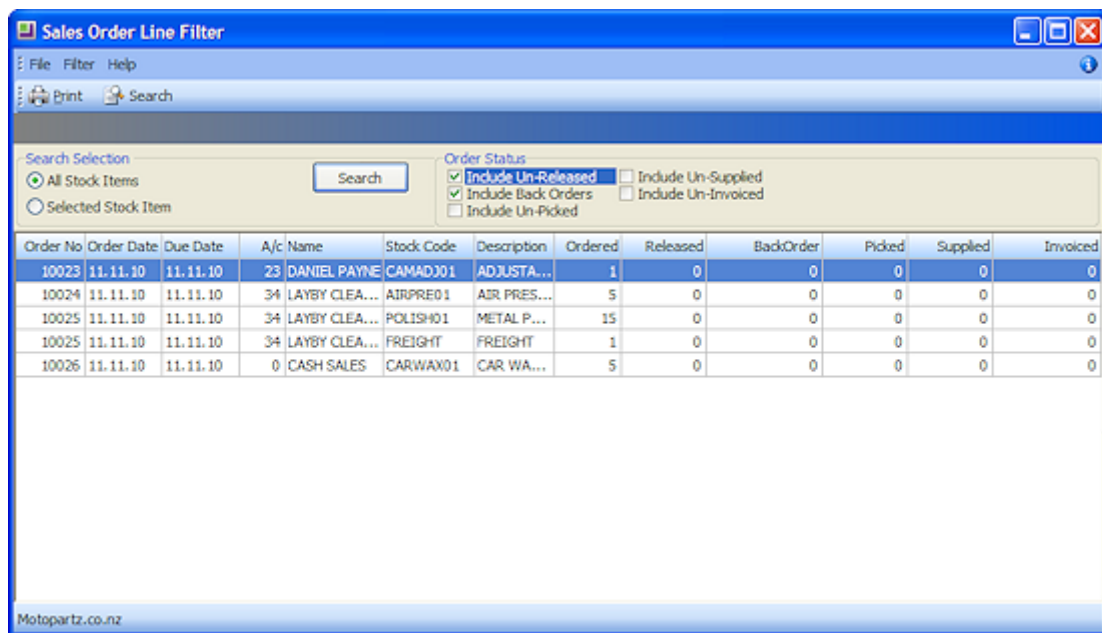 Sales Order Line Filter
File Filter Help
Print Search
Search Selection
All Stock Items
Selected Stock Item
Search
Order Status
Include Un-Released Include Un-Supplied
Include Back Orders Include Un-Invoiced
Include Un-Picked
Order No Order Date Due Date A/c Name Stock Code Description Ordered Released BackOrder Picked Supplied Invoiced
10023 11.11.10 11.11.10 23 DANIEL PAYNE CAMADJ01 ADJUSTA... 1 0 0 0 0 0
10024 11.11.10 11.11.10 34 LAYBY CLEA... AIRPRE01 AIR PRES... 5 0 0 0 0 0
10025 11.11.10 11.11.10 34 LAYBY CLEA... POLISH01 METAL P... 15 0 0 0 0 0
10025 11.11.10 11.11.10 34 LAYBY CLEA... FREIGHT FREIGHT 1 0 0 0 0 0
10026 11.11.10 11.11.10 0 CASH SALES CARWAX01 CAR WA... 5 0 0 0 0 0
Motopartz.co.nz